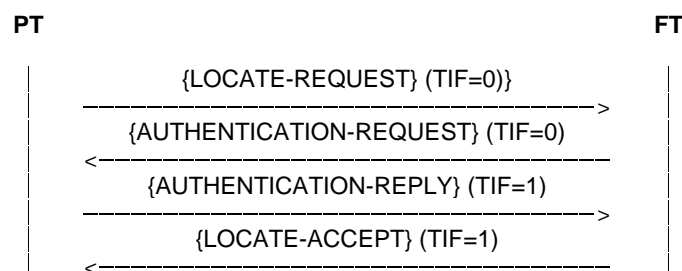 PT FT
{LOCATE-REQUEST} (TIF=0)}
{AUTHENTICATION-REQUEST} (TIF=0)
{AUTHENTICATION-REPLY} (TIF=1)
{LOCATE-ACCEPT} (TIF=1)